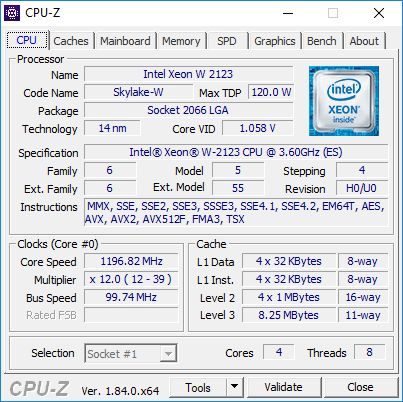 CPU-Z
CPU Caches Mainboard Memory SPD Graphics Bench About
Processor
Name Intel Xeon W 2123
Code Name Skylake-W Max TDP 120.0 W
Package Socket 2066 LGA
Technology 14 nm Core VID 1.058 V
intel
XEON
inside™
Specification Intel® Xeon® W-2123 CPU @ 3.60GHz (ES)
Family 6 Model 5 Stepping 4
Ext. Family 6 Ext. Model 55 Revision H0/U0
Instructions MMX, SSE, SSE2, SSE3, SSSE3, SSE4.1, SSE4.2, EM64T, AES,
AVX, AVX2, AVX512F, FMA3, TSX
Clocks (Core #0)
Core Speed 1196.82 MHz
Multiplier x 12.0 ( 12 - 39 )
Bus Speed 99.74 MHz
Rated FSB
Cache
L1 Data 4 x 32 KBytes 8-way
L1 Inst. 4 x 32 KBytes 8-way
Level 2 4 x 1 MBytes 16-way
Level 3 8.25 MBytes 11-way
Selection Socket #1 Cores 4 Threads 8
CPU-Z Ver. 1.84.0.x64 Tools Validate Close